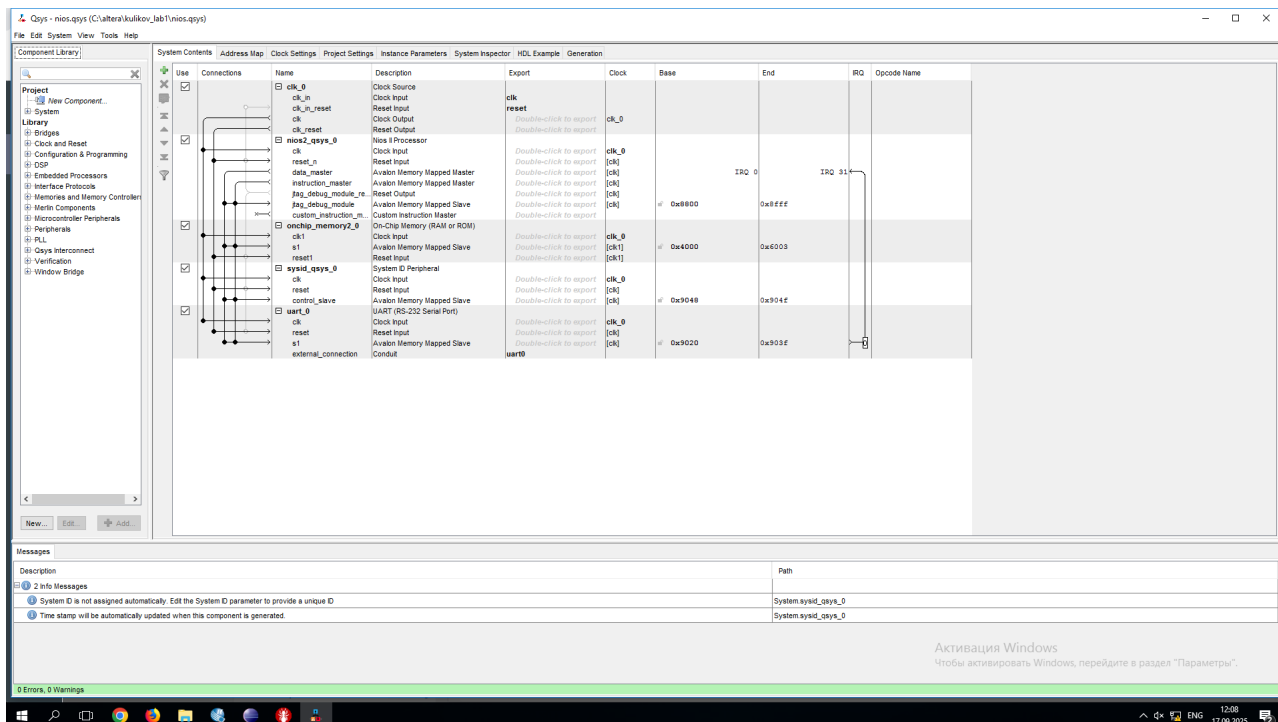 Qsys - nios.qsys (C:\altera\kulikov_lab1\nios.qsys)
File Edit System View Tools Help
Component Library
Project
New Component...
System
Library
Bridges
Clock and Reset
Configuration & Programming
DSP
Embedded Processors
Interface Protocols
Memories and Memory Controller
Merlin Components
Microcontroller Peripherals
Peripherals
PLL
Qsys Interconnect
Verification
Window Bridge
New... Edit... Add...
System Contents Address Map Clock Settings Project Settings Instance Parameters System Inspector HDL Example Generation
Use Connections Name Description Export Clock Base End IRQ Opcode Name
clk_0 Clock Source
clk_in Clock Input clk
clk_in_reset Reset Input reset
clk Clock Output Double-click to export clk_0
clk_reset Reset Output Double-click to export
nios2_qsys_0 Nios II Processor
clk Clock Input Double-click to export clk_0
reset_n Reset Input Double-click to export [clk]
data_master Avalon Memory Mapped Master Double-click to export [clk] IRQ 0 IRQ 31
instruction_master Avalon Memory Mapped Master Double-click to export [clk]
jtag_debug_module_re... Reset Output Double-click to export [clk]
jtag_debug_module Avalon Memory Mapped Slave Double-click to export [clk] 0x8800 0x8fff
custom_instruction_m... Custom Instruction Master Double-click to export
onchip_memory2_0 On-Chip Memory (RAM or ROM)
clk1 Clock Input Double-click to export clk_0
s1 Avalon Memory Mapped Slave Double-click to export [clk1] 0x4000 0x6003
reset1 Reset Input Double-click to export [clk1]
sysid_qsys_0 System ID Peripheral
clk Clock Input Double-click to export clk_0
reset Reset Input Double-click to export [clk]
control_slave Avalon Memory Mapped Slave Double-click to export [clk] 0x9048 0x904f
uart_0 UART (RS-232 Serial Port)
clk Clock Input Double-click to export clk_0
reset Reset Input Double-click to export [clk]
s1 Avalon Memory Mapped Slave Double-click to export [clk] 0x9020 0x903f 0
external_connection Conduit uart0
Messages
Description Path
2 Info Messages
System ID is not assigned automatically. Edit the System ID parameter to provide a unique ID System.sysid_qsys_0
Time stamp will be automatically updated when this component is generated. System.sysid_qsys_0
Активация Windows
Чтобы активировать Windows, перейдите в раздел "Параметры".
0 Errors, 0 Warnings
ENG 12:08
17.09.2025